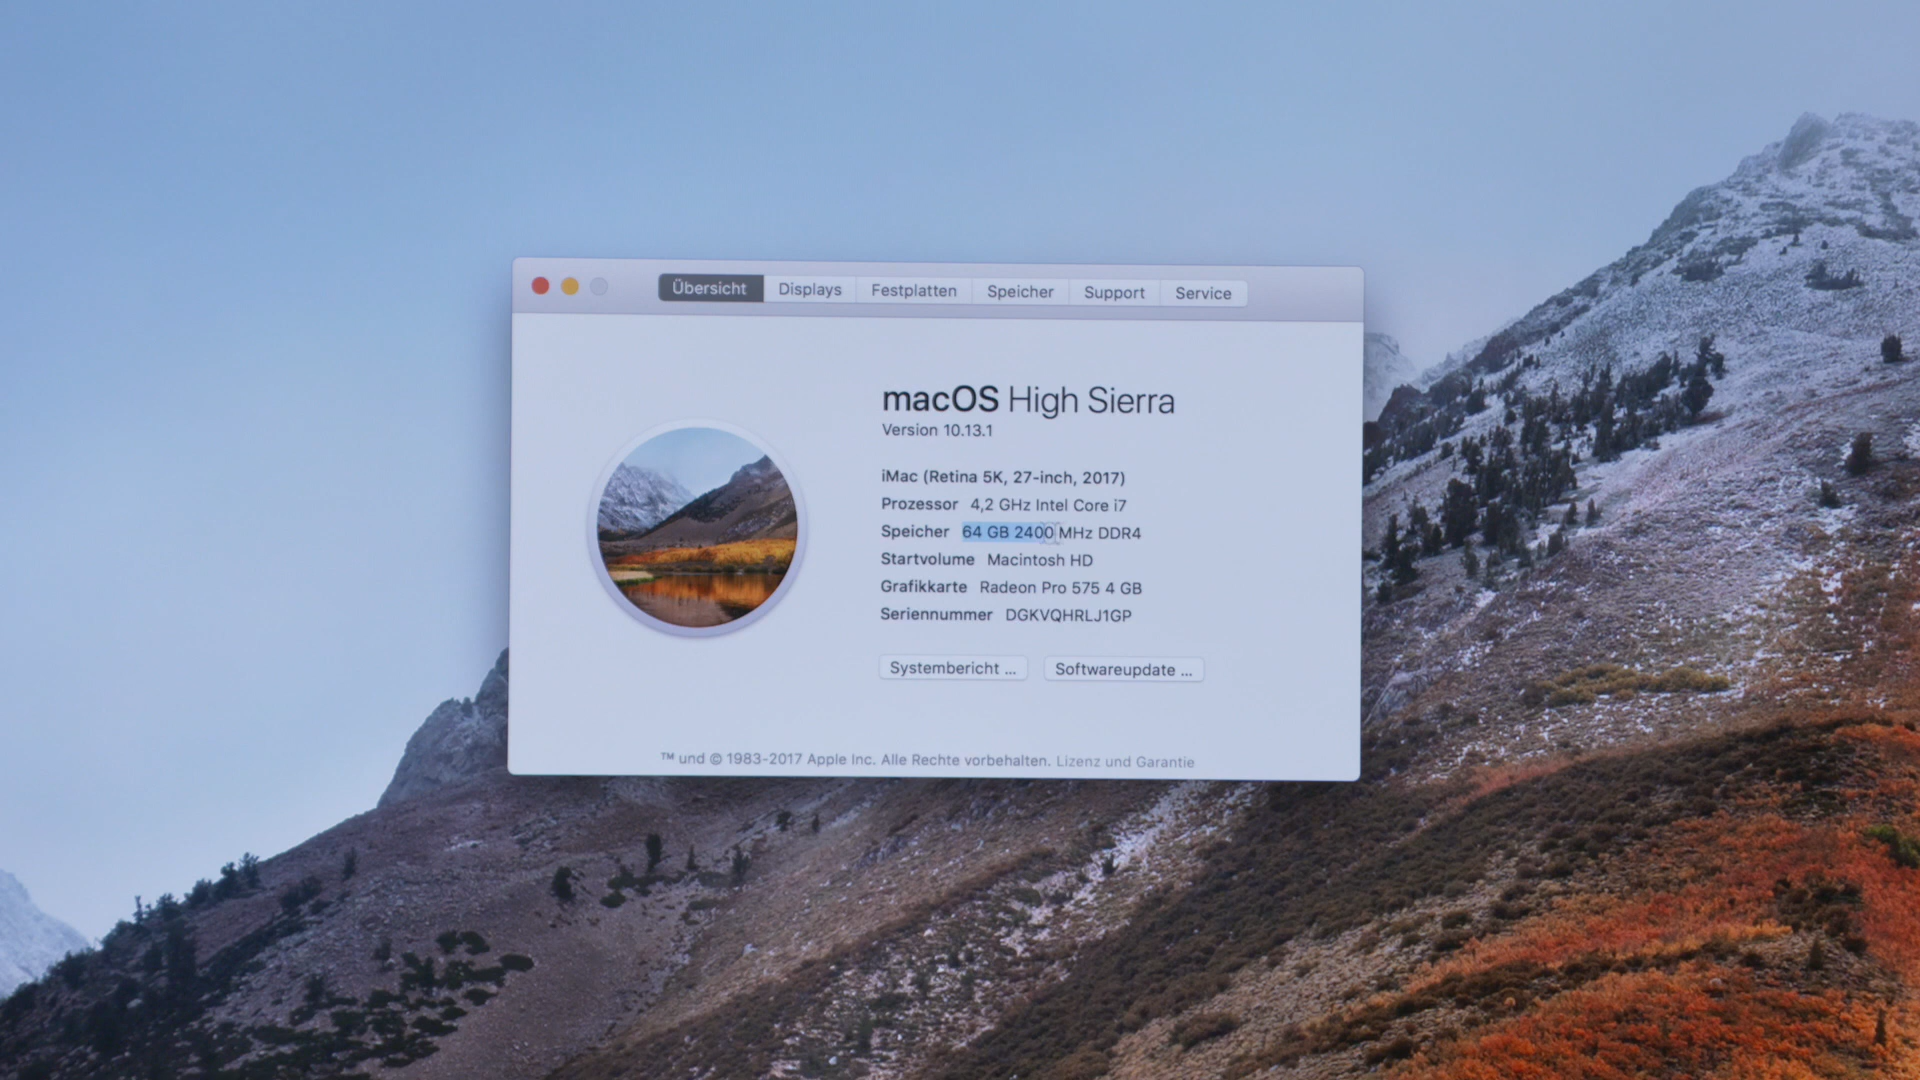 Übersicht Displays Festplatten Speicher Support Service
macOS High Sierra
Version 10.13.1
iMac (Retina 5K, 27-inch, 2017)
Prozessor 4,2 GHz Intel Core i7
Speicher 64 GB 2400 MHz DDR4
Startvolume Macintosh HD
Grafikkarte Radeon Pro 575 4 GB
Seriennummer DGKVQHRLJ1GP
Systembericht ... Softwareupdate ...
™ und © 1983-2017 Apple Inc. Alle Rechte vorbehalten. Lizenz und Garantie